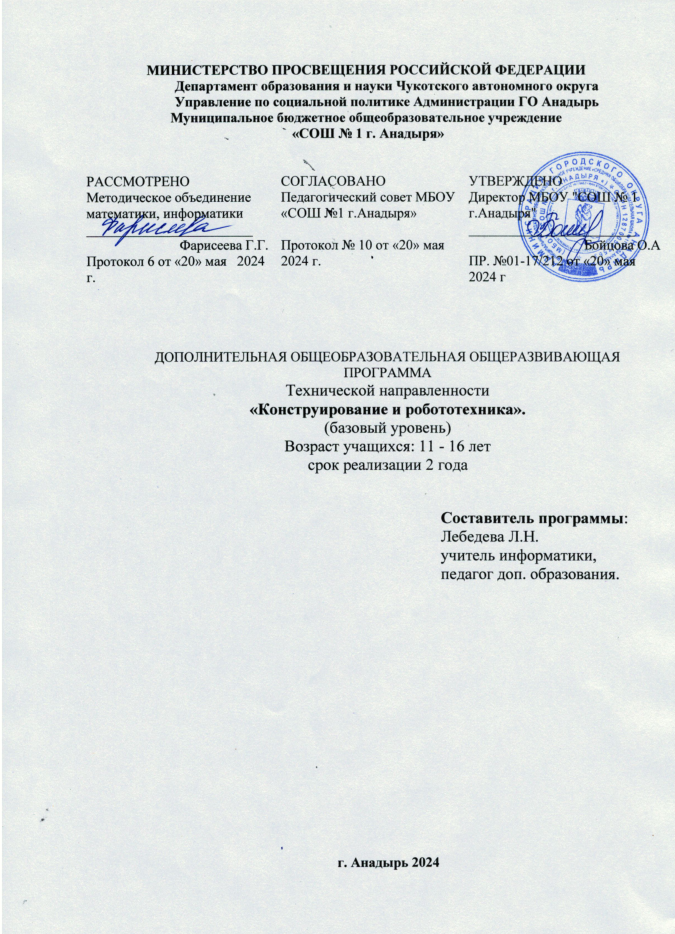 МИНИСТЕРСТВО ПРОСВЕЩЕНИЯ РОССИЙСКОЙ ФЕДЕРАЦИИ
Департамент образования и науки Чукотского автономного округа
Управление по социальной политике Администрации ГО Анадырь
Муниципальное бюджетное общеобразовательное учреждение
«СОШ № 1 г. Анадыря»
РАССМОТРЕНО
Методическое объединение
математики, информатики
Фарисеева
Фарисеева Г.Г.
Протокол 6 от «20» мая 2024
г.
СОГЛАСОВАНО
Педагогический совет МБОУ
«СОШ №1 г.Анадыря»
Протокол № 10 от «20» мая
2024 г.
УТВЕРЖДЕНО
Директор МБОУ "СОШ № 1
г.Анадыря"
Бойцова О.А
ПР. №01-17/212 от «20» мая
2024 г
ДОПОЛНИТЕЛЬНАЯ ОБЩЕОБРАЗОВАТЕЛЬНАЯ ОБЩЕРАЗВИВАЮЩАЯ
ПРОГРАММА
Технической направленности
«Конструирование и робототехника».
(базовый уровень)
Возраст учащихся: 11 - 16 лет
срок реализации 2 года
Составитель программы:
Лебедева Л.Н.
учитель информатики,
педагог доп. образования.
г. Анадырь 2024